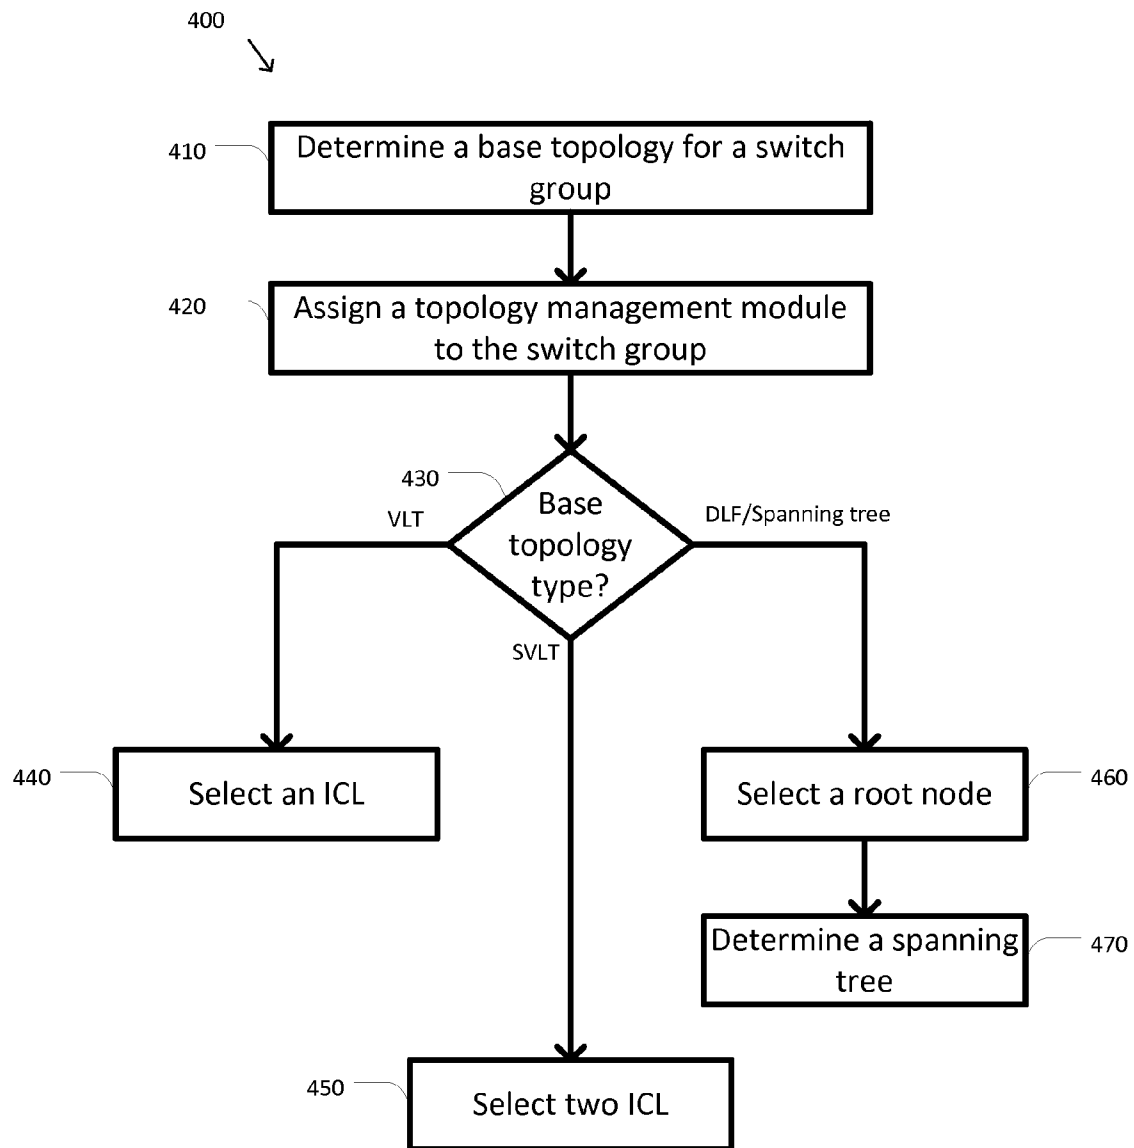 400
410
Determine a base topology for a switch
group
420
Assign a topology management module
to the switch group
430
Base
topology
type?
VLT
DLF/Spanning tree
SVLT
440
Select an ICL
Select a root node
460
Determine a spanning
tree
470
450
Select two ICL